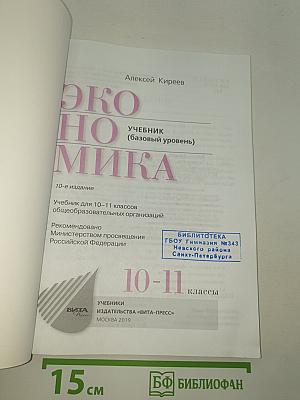 Алексей Киреев
ЭКО
НО
МИКА
УЧЕБНИК
(базовый уровень)
10-е издание
Учебник для 10–11 классов
общеобразовательных организаций
Рекомендовано
Министерством просвещения
Российской Федерации
БИБЛИОТЕКА
ГБОУ Гимназия №343
Невского района
Санкт-Петербурга
10-11 классы
ВИТА
Пресс
УЧЕБНИКИ
ИЗДАТЕЛЬСТВА «ВИТА-ПРЕСС»
МОСКВА 2019
15 см
БФ БИБЛИОФАН